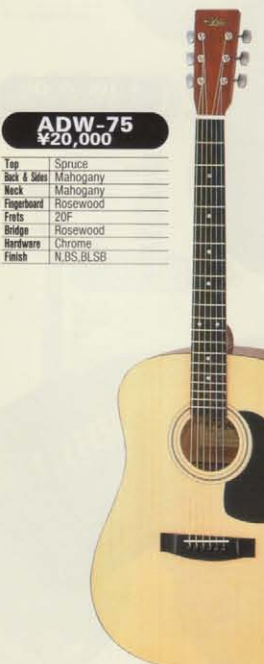 ADW-75
¥20,000
Top Spruce
Back & Sides Mahogany
Neck Mahogany
Fingerboard Rosewood
Frets 20F
Bridge Rosewood
Hardware Chrome
Finish N,BS,BLSB